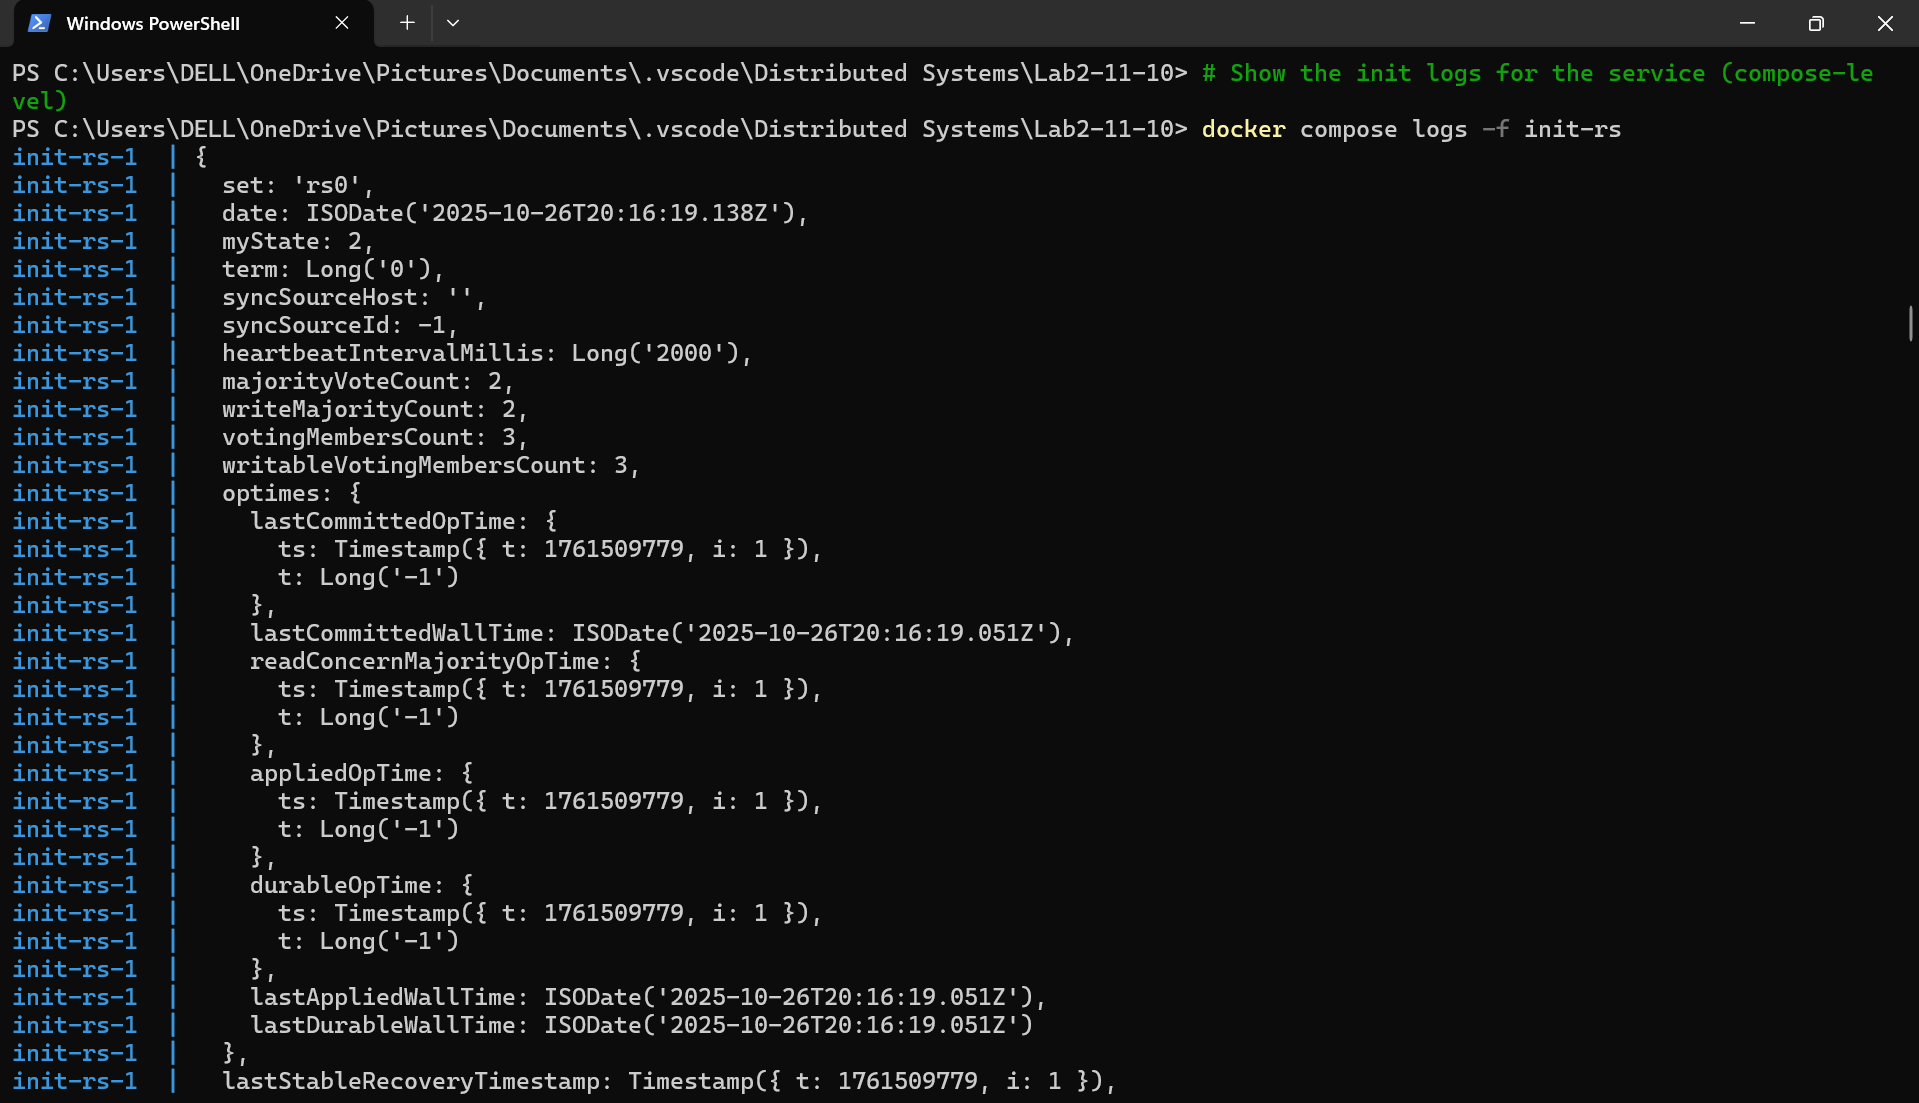 Windows PowerShell
PS C:\Users\DELL\OneDrive\Pictures\Documents\.vscode\Distributed Systems\Lab2-11-10> # Show the init logs for the service (compose-le
vel)
PS C:\Users\DELL\OneDrive\Pictures\Documents\.vscode\Distributed Systems\Lab2-11-10> docker compose logs -f init-rs
init-rs-1  | {
init-rs-1  |   set: 'rs0',
init-rs-1  |   date: ISODate('2025-10-26T20:16:19.138Z'),
init-rs-1  |   myState: 2,
init-rs-1  |   term: Long('0'),
init-rs-1  |   syncSourceHost: '',
init-rs-1  |   syncSourceId: -1,
init-rs-1  |   heartbeatIntervalMillis: Long('2000'),
init-rs-1  |   majorityVoteCount: 2,
init-rs-1  |   writeMajorityCount: 2,
init-rs-1  |   votingMembersCount: 3,
init-rs-1  |   writableVotingMembersCount: 3,
init-rs-1  |   optimes: {
init-rs-1  |     lastCommittedOpTime: {
init-rs-1  |       ts: Timestamp({ t: 1761509779, i: 1 }),
init-rs-1  |       t: Long('-1')
init-rs-1  |     },
init-rs-1  |     lastCommittedWallTime: ISODate('2025-10-26T20:16:19.051Z'),
init-rs-1  |     readConcernMajorityOpTime: {
init-rs-1  |       ts: Timestamp({ t: 1761509779, i: 1 }),
init-rs-1  |       t: Long('-1')
init-rs-1  |     },
init-rs-1  |     appliedOpTime: {
init-rs-1  |       ts: Timestamp({ t: 1761509779, i: 1 }),
init-rs-1  |       t: Long('-1')
init-rs-1  |     },
init-rs-1  |     durableOpTime: {
init-rs-1  |       ts: Timestamp({ t: 1761509779, i: 1 }),
init-rs-1  |       t: Long('-1')
init-rs-1  |     },
init-rs-1  |     lastAppliedWallTime: ISODate('2025-10-26T20:16:19.051Z'),
init-rs-1  |     lastDurableWallTime: ISODate('2025-10-26T20:16:19.051Z')
init-rs-1  |   },
init-rs-1  |   lastStableRecoveryTimestamp: Timestamp({ t: 1761509779, i: 1 }),